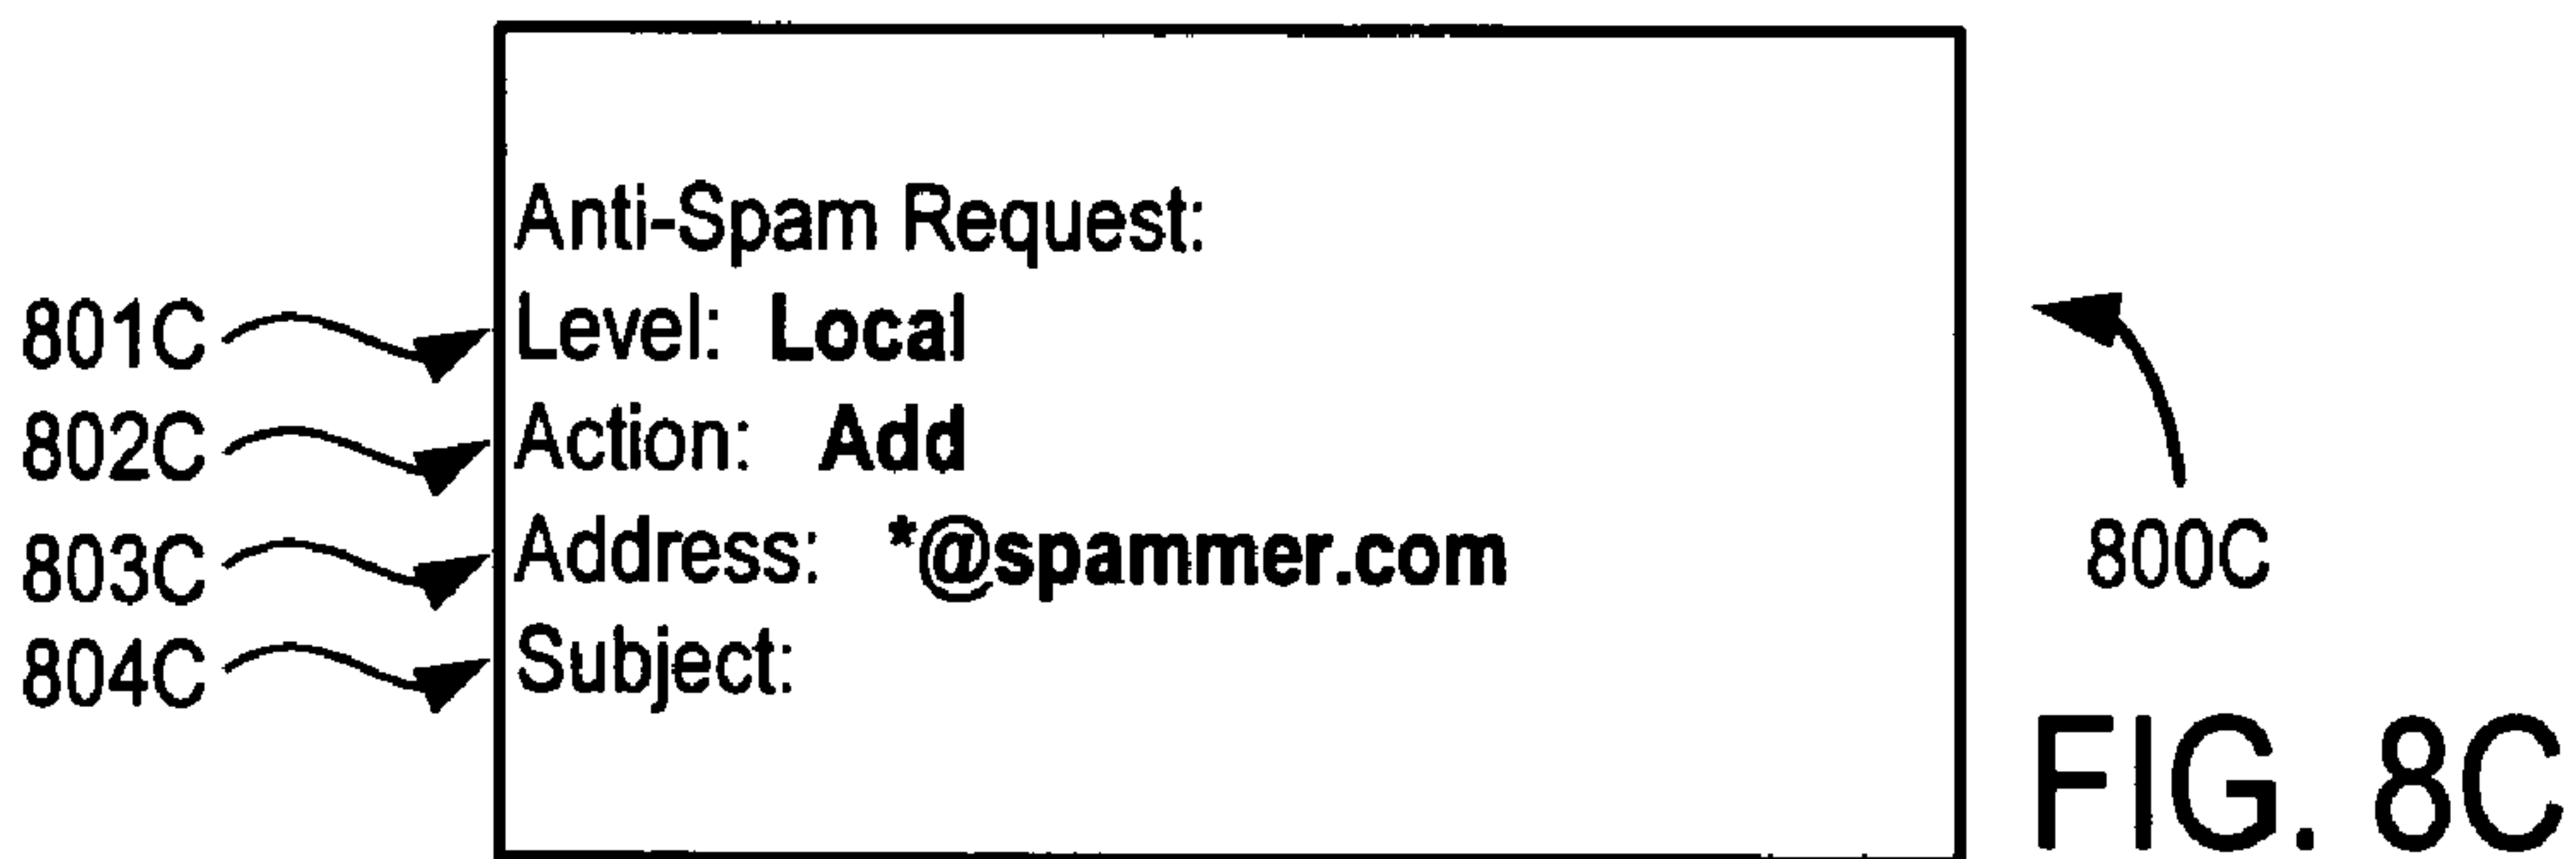 Anti-Spam Request:
801C Level: Local
802C Action: Add
803C Address: *@spammer.com
800C
804C Subject:
FIG. 8C